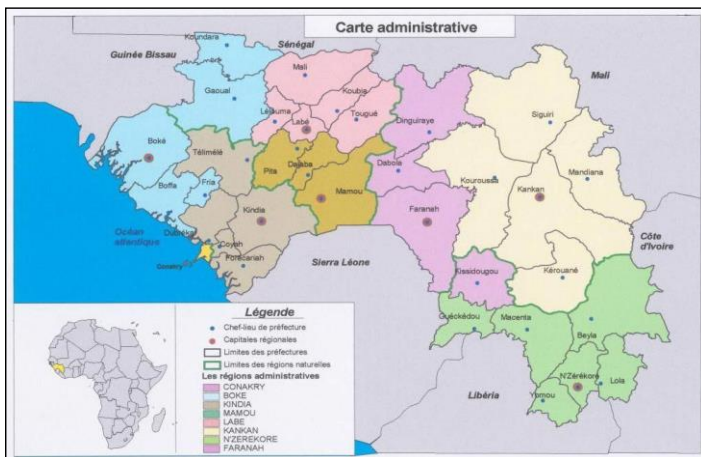 Carte administrative
Koundara
Guinée Bissau
Sénégal
Mali
Mali
Gaoual
Koubia
Lélouma
Labé
Tougué
Dinguiraye
Siguiri
Boké
Télimélé
Pita
Dalaba
Dabola
Kouroussa
Mandiana
Boffa
Fria
Mamou
Kankan
Kindia
Faranah
Océan
atlantique
Dubréka
Coyah
Conakry
Forécariah
Sierra Léone
Côte
d'Ivoire
Kissidougou
Kérouané
Guéckédou
Macenta
Beyla
N'Zérékoré
Lola
Yomou
Libéria
Légende
Chef-lieu de préfecture
Capitales régionales
Limites des préfectures
Limites des régions naturelles
Les régions administratives
CONAKRY
BOKE
KINDIA
MAMOU
LABE
KANKAN
N'ZEREKORE
FARANAH